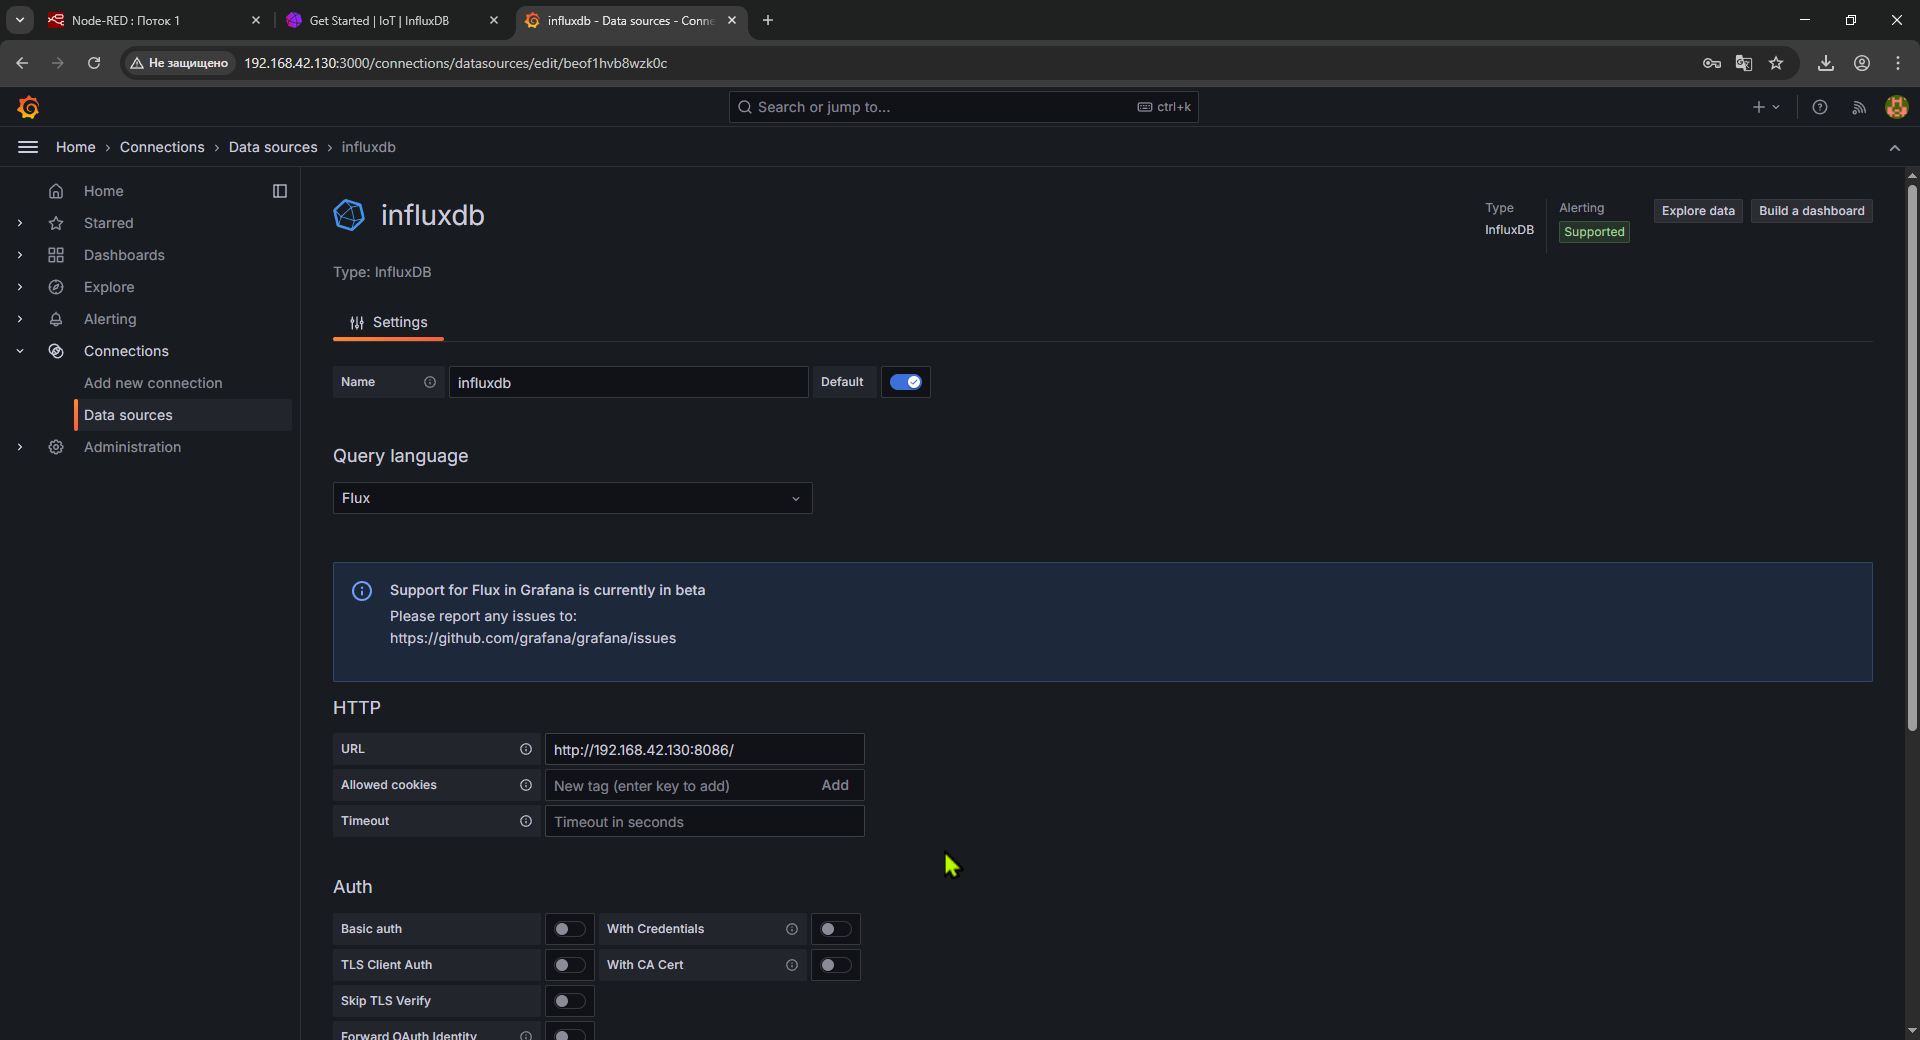 Node-RED : Поток 1
Get Started | IoT | InfluxDB
influxdb - Data sources - Conne
Не защищено
192.168.42.130:3000/connections/datasources/edit/beof1hvb8wzk0c
Search or jump to...
ctrl+k
Home › Connections › Data sources › influxdb
Home
Starred
Dashboards
Explore
Alerting
Connections
Add new connection
Data sources
Administration
influxdb
Type
InfluxDB
Alerting
Supported
Explore data
Build a dashboard
Type: InfluxDB
Settings
Name
influxdb
Default
Query language
Flux
Support for Flux in Grafana is currently in beta
Please report any issues to:
https://github.com/grafana/grafana/issues
HTTP
URL
http://192.168.42.130:8086/
Allowed cookies
New tag (enter key to add)
Add
Timeout
Timeout in seconds
Auth
Basic auth
With Credentials
TLS Client Auth
With CA Cert
Skip TLS Verify
Forward OAuth Identity